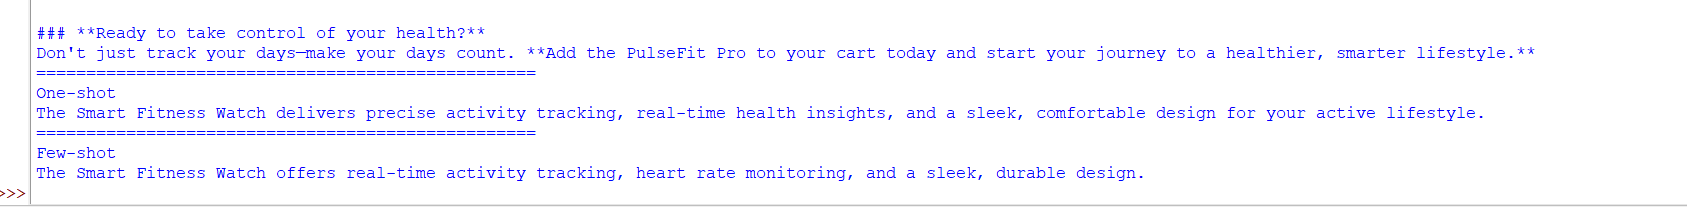 ### **Ready to take control of your health?**
Don't just track your days—make your days count. **Add the PulseFit Pro to your cart today and start your journey to a healthier, smarter lifestyle.**
==================================================
One-shot
The Smart Fitness Watch delivers precise activity tracking, real-time health insights, and a sleek, comfortable design for your active lifestyle.
==================================================
Few-shot
The Smart Fitness Watch offers real-time activity tracking, heart rate monitoring, and a sleek, durable design.
>>>